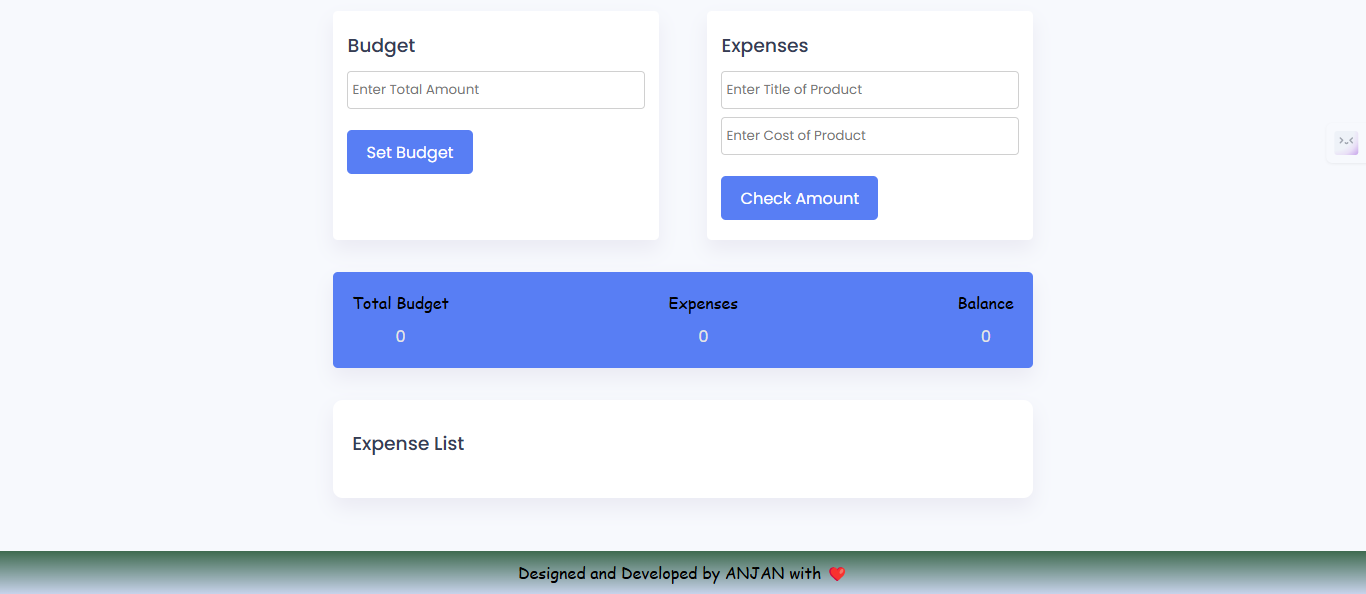 Budget
Enter Total Amount
Set Budget
Expenses
Enter Title of Product
Enter Cost of Product
Check Amount
Total Budget Expenses Balance
0 0 0
Expense List
Designed and Developed by ANJAN with ❤️